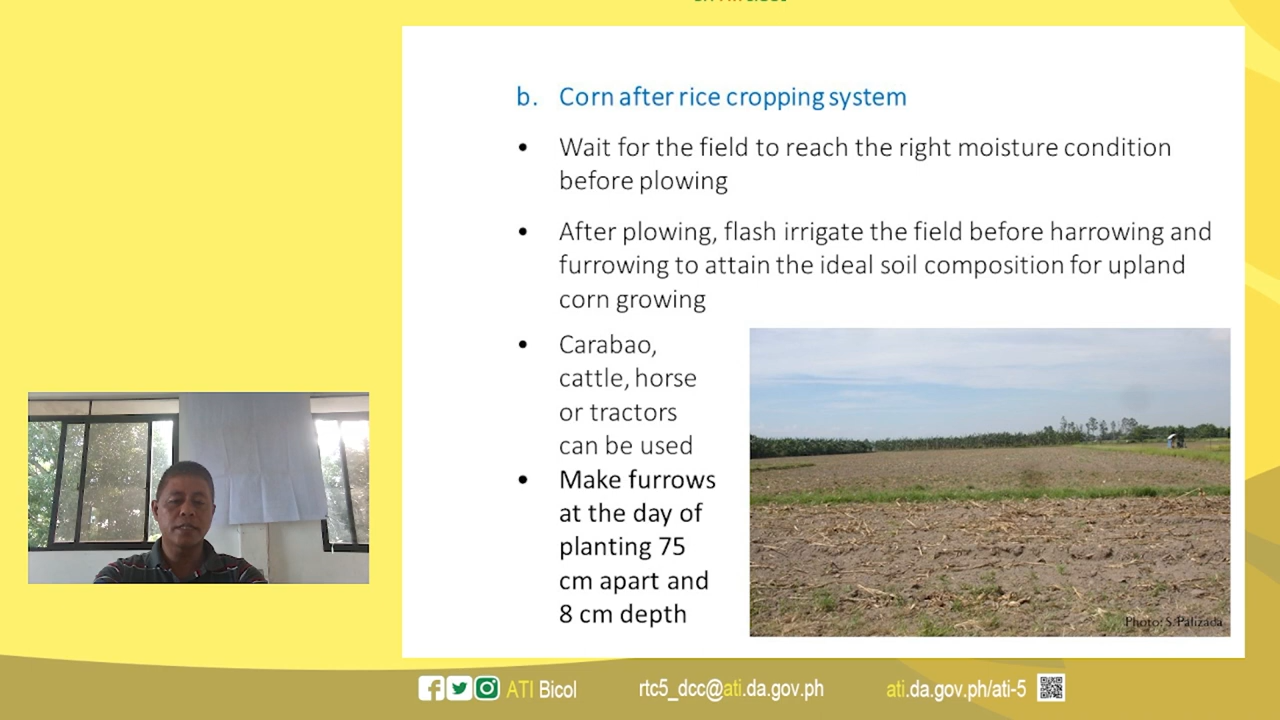 b. Corn after rice cropping system
• Wait for the field to reach the right moisture condition
before plowing
• After plowing, flash irrigate the field before harrowing and
furrowing to attain the ideal soil composition for upland
corn growing
• Carabao,
cattle, horse
or tractors
can be used
• Make furrows
at the day of
planting 75
cm apart and
8 cm depth
Photo: S. Palizada
ATI Bicol rtc5_dcc@ati.da.gov.ph ati.da.gov.ph/ati-5